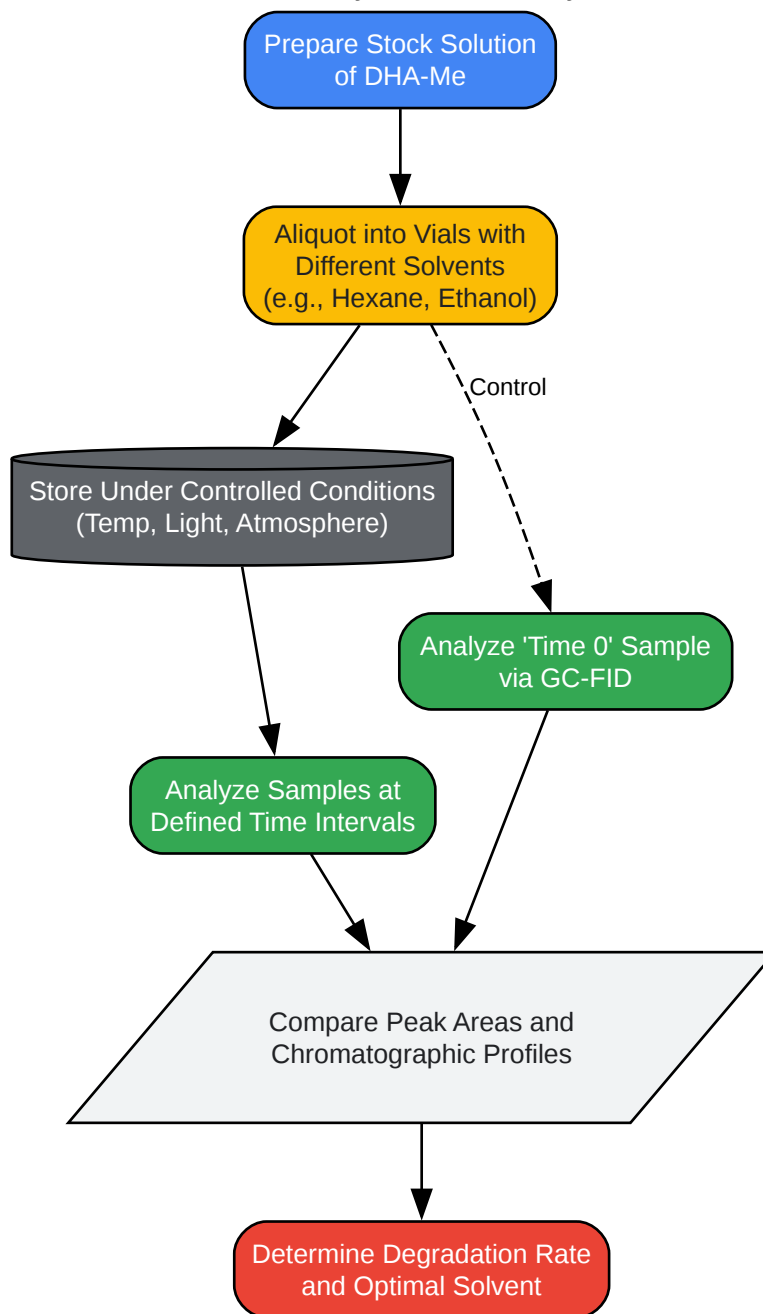 Prepare Stock Solution
of DHA-Me
Aliquot into Vials with
Different Solvents
(e.g., Hexane, Ethanol)
Control
Store Under Controlled Conditions
(Temp, Light, Atmosphere)
Analyze 'Time 0' Sample
via GC-FID
Analyze Samples at
Defined Time Intervals
Compare Peak Areas and
Chromatographic Profiles
Determine Degradation Rate
and Optimal Solvent